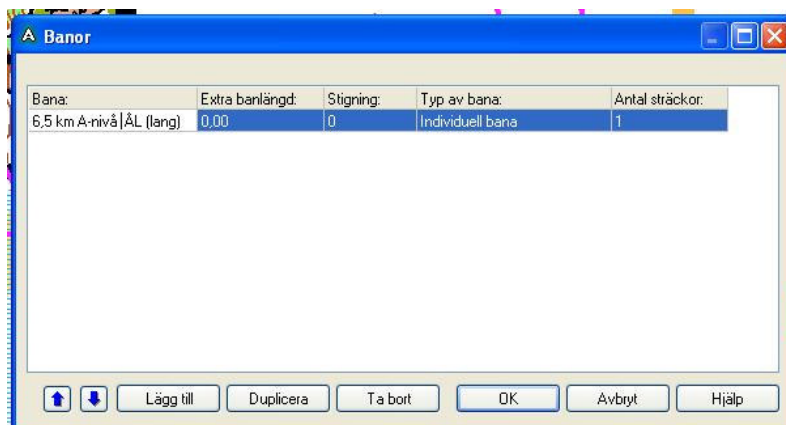 Banor
Bana: Extra banlängd: Stigning: Typ av bana: Antal sträckor:
6,5 km A-nivå|ÅL (lang) 0,00 0 Individuell bana 1
Lägg till Duplicera Ta bort OK Avbryt Hjälp